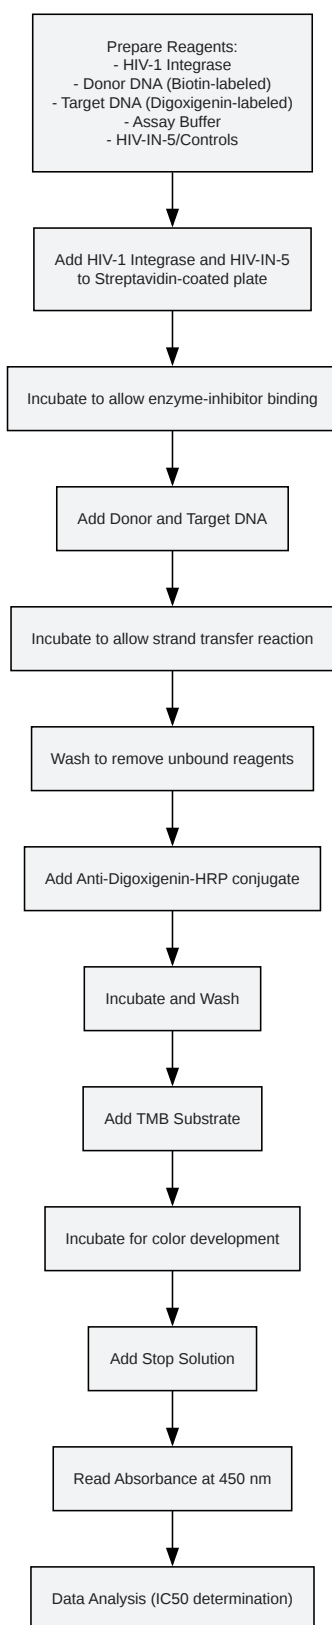 Prepare Reagents:
- HIV-1 Integrase
- Donor DNA (Biotin-labeled)
- Target DNA (Digoxigenin-labeled)
- Assay Buffer
- HIV-IN-5/Controls
Add HIV-1 Integrase and HIV-IN-5
to Streptavidin-coated plate
Incubate to allow enzyme-inhibitor binding
Add Donor and Target DNA
Incubate to allow strand transfer reaction
Wash to remove unbound reagents
Add Anti-Digoxigenin-HRP conjugate
Incubate and Wash
Add TMB Substrate
Incubate for color development
Add Stop Solution
Read Absorbance at 450 nm
Data Analysis (IC50 determination)